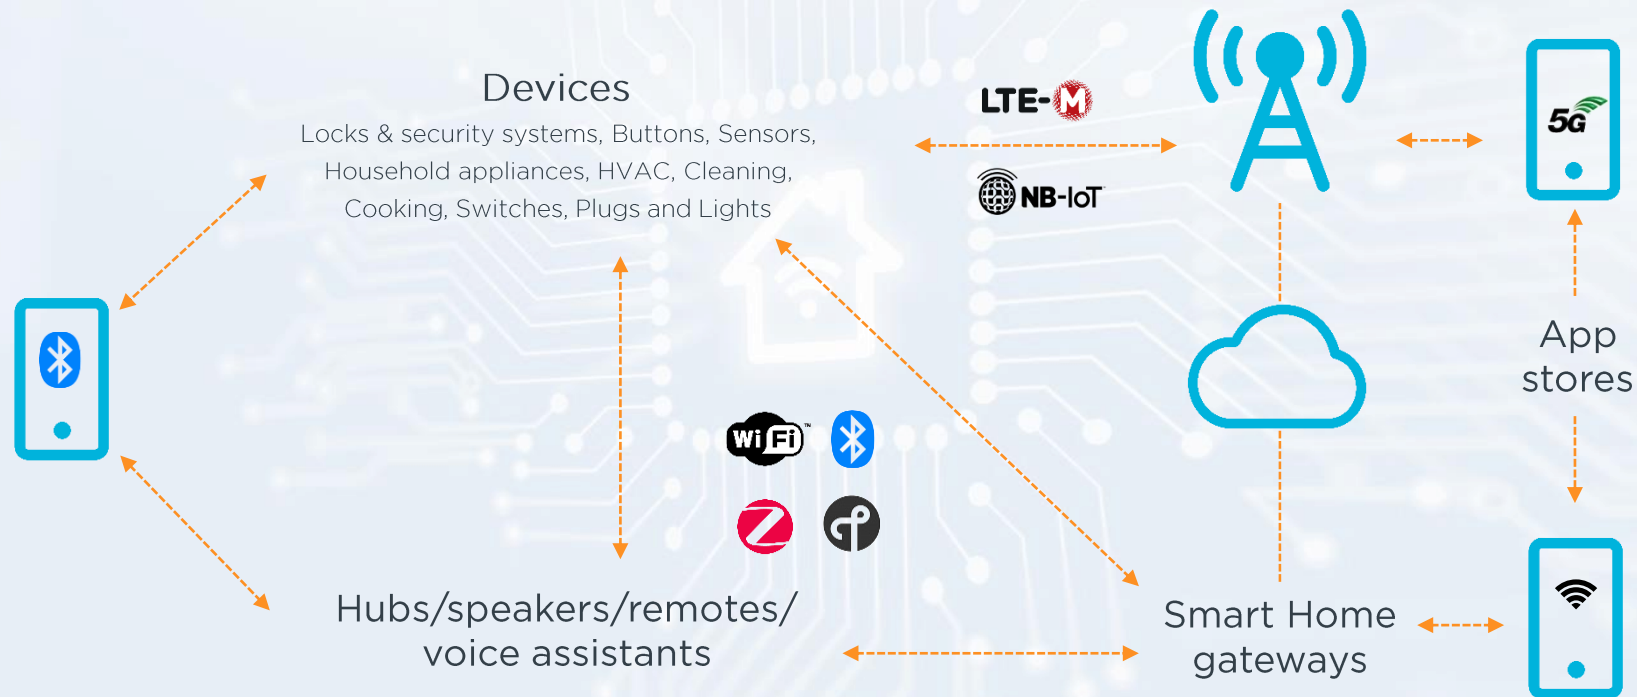 Devices
Locks & security systems, Buttons, Sensors,
Household appliances, HVAC, Cleaning,
Cooking, Switches, Plugs and Lights
LTE-M
NB-IoT
5G
App
stores
Wi Fi™
Hubs/speakers/remotes/
voice assistants
Smart Home
gateways